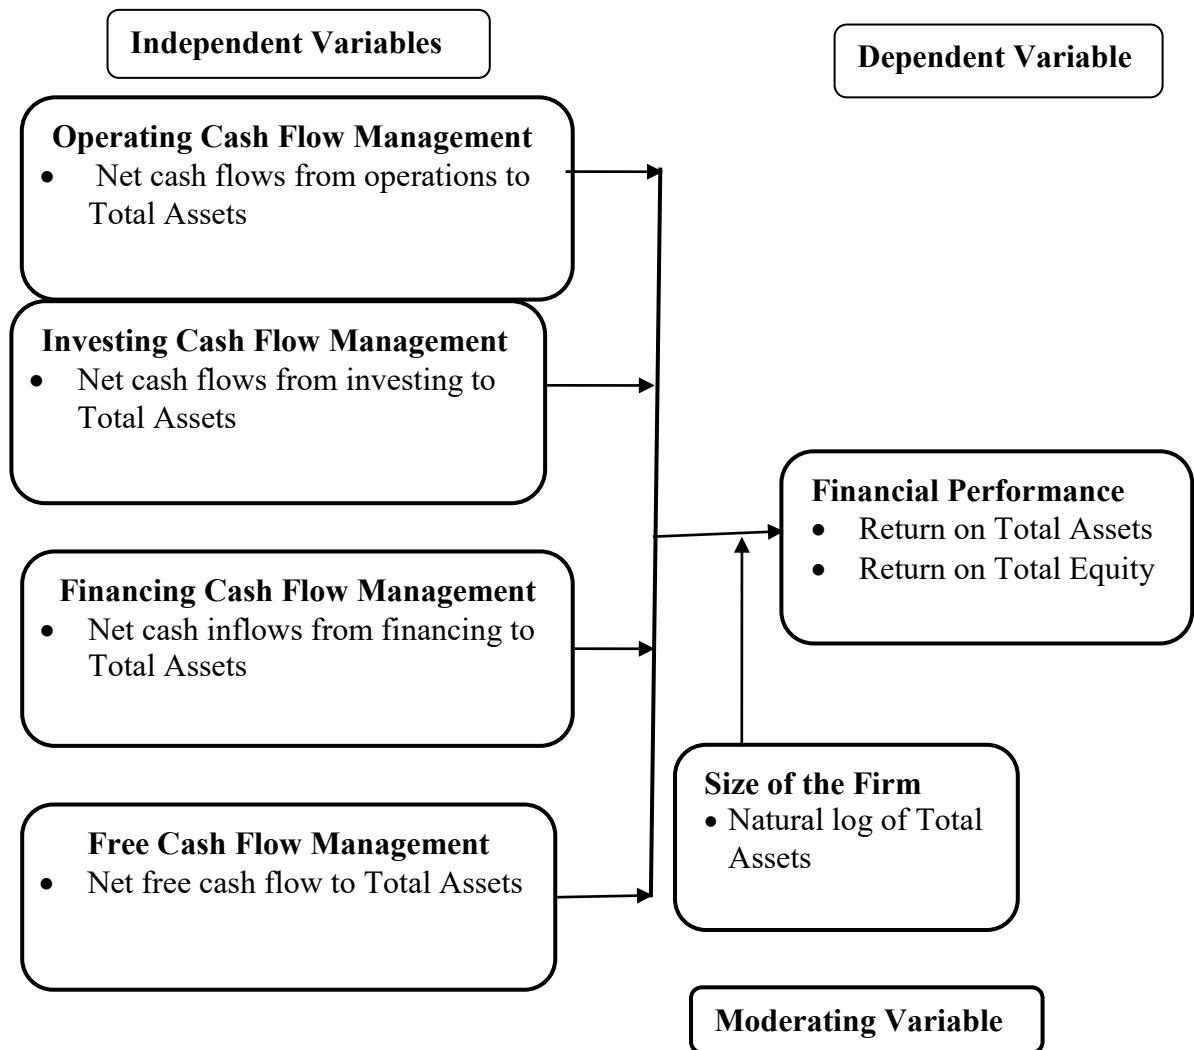 Independent Variables
Dependent Variable
Operating Cash Flow Management
• Net cash flows from operations to
Total Assets
Investing Cash Flow Management
• Net cash flows from investing to
Total Assets
Financing Cash Flow Management
• Net cash inflows from financing to
Total Assets
Free Cash Flow Management
• Net free cash flow to Total Assets
Financial Performance
• Return on Total Assets
• Return on Total Equity
Size of the Firm
• Natural log of Total
Assets
Moderating Variable